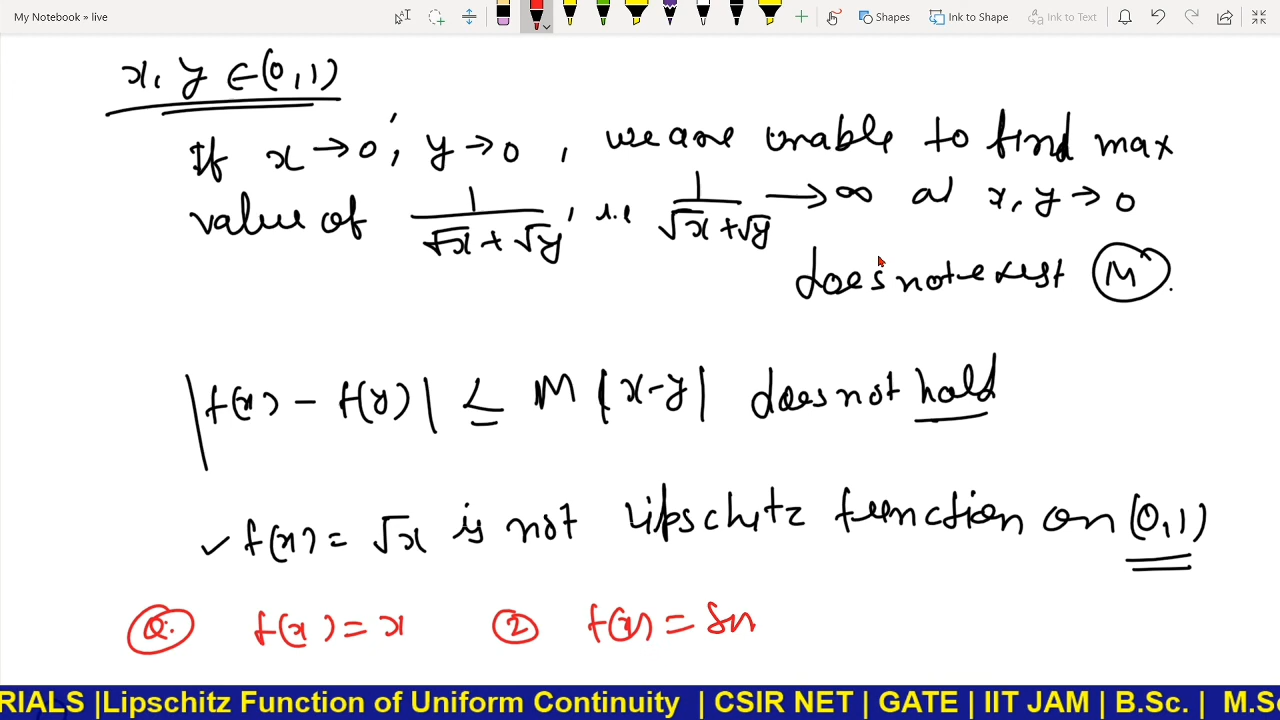 My Notebook » live
Shapes Ink to Shape Ink to Text
x, y ∈ (0,1)
If x → 0, y → 0, we are unable to find max
value of 1/(√x + √y), i.e 1/(√x + √y) → ∞ at x, y → 0
does not exist M.
|f(x) - f(y)| ≤ M |x-y| does not hold
✓ f(x) = √x is not Lipschitz function on (0,1)
Q. f(x) = x ② f(x) = Sin
RIALS |Lipschitz Function of Uniform Continuity | CSIR NET | GATE | IIT JAM | B.Sc. | M.S